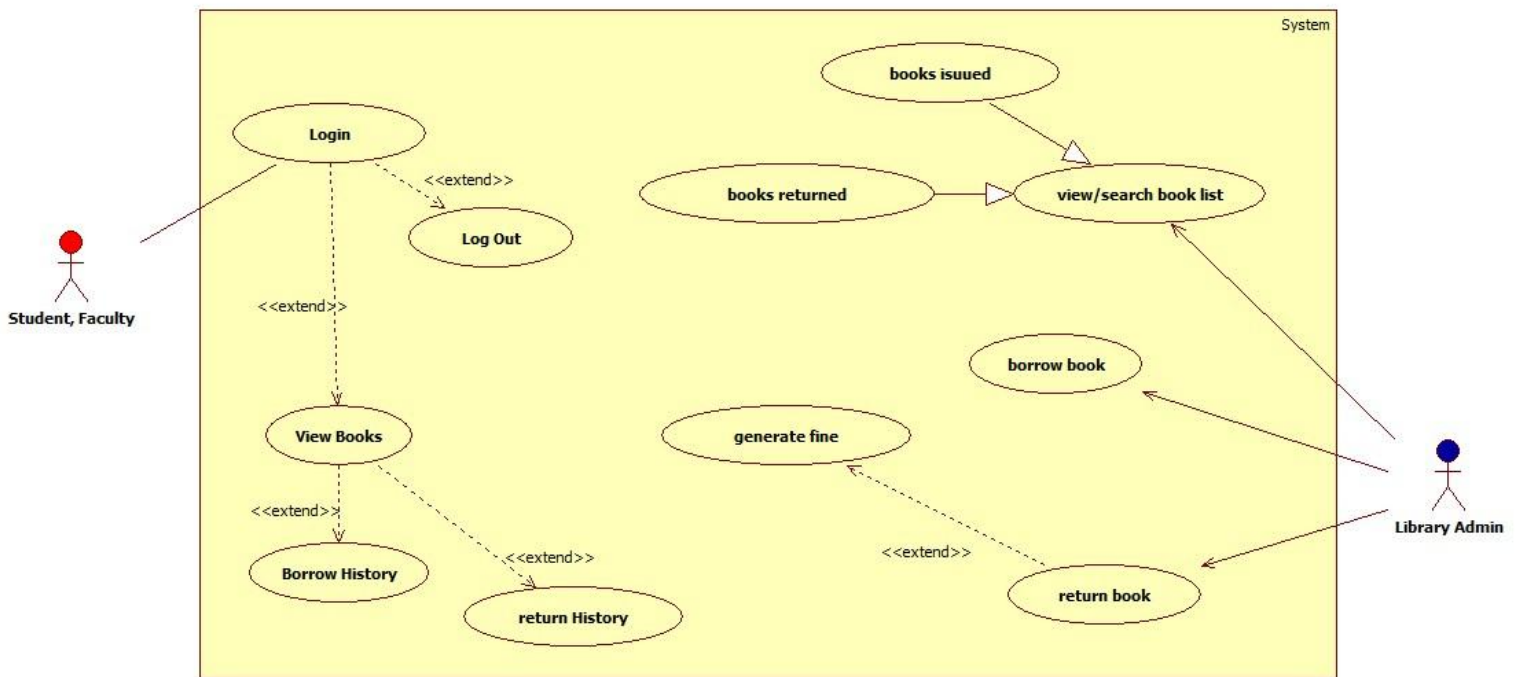 System
books isuued
Login
<<extend>>
books returned
view/search book list
Log Out
<<extend>>
Student, Faculty
borrow book
View Books
generate fine
<<extend>>
Library Admin
<<extend>>
<<extend>>
Borrow History
return book
return History